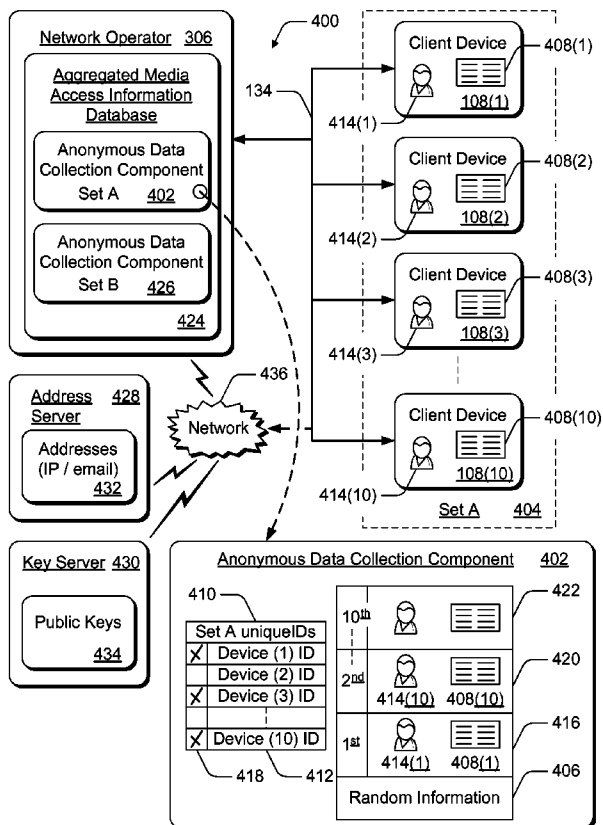 Network Operator 306
Aggregated Media
Access Information
Database
Anonymous Data
Collection Component
Set A 402
Anonymous Data
Collection Component
Set B 426
424
400
134
Client Device
408(1)
108(1)
414(1)
Client Device
408(2)
108(2)
414(2)
Client Device
408(3)
108(3)
414(3)
Client Device
408(10)
108(10)
414(10)
Set A 404
436
Network
Address
Server
428
Addresses
(IP / email)
432
Key Server 430
Public Keys
434
Anonymous Data Collection Component 402
410
Set A uniqueIDs
X Device (1) ID
Device (2) ID
X Device (3) ID
X Device (10) ID
418
412
10th
422
2nd
414(10) 408(10)
420
1st
414(1) 408(1)
416
Random Information
406